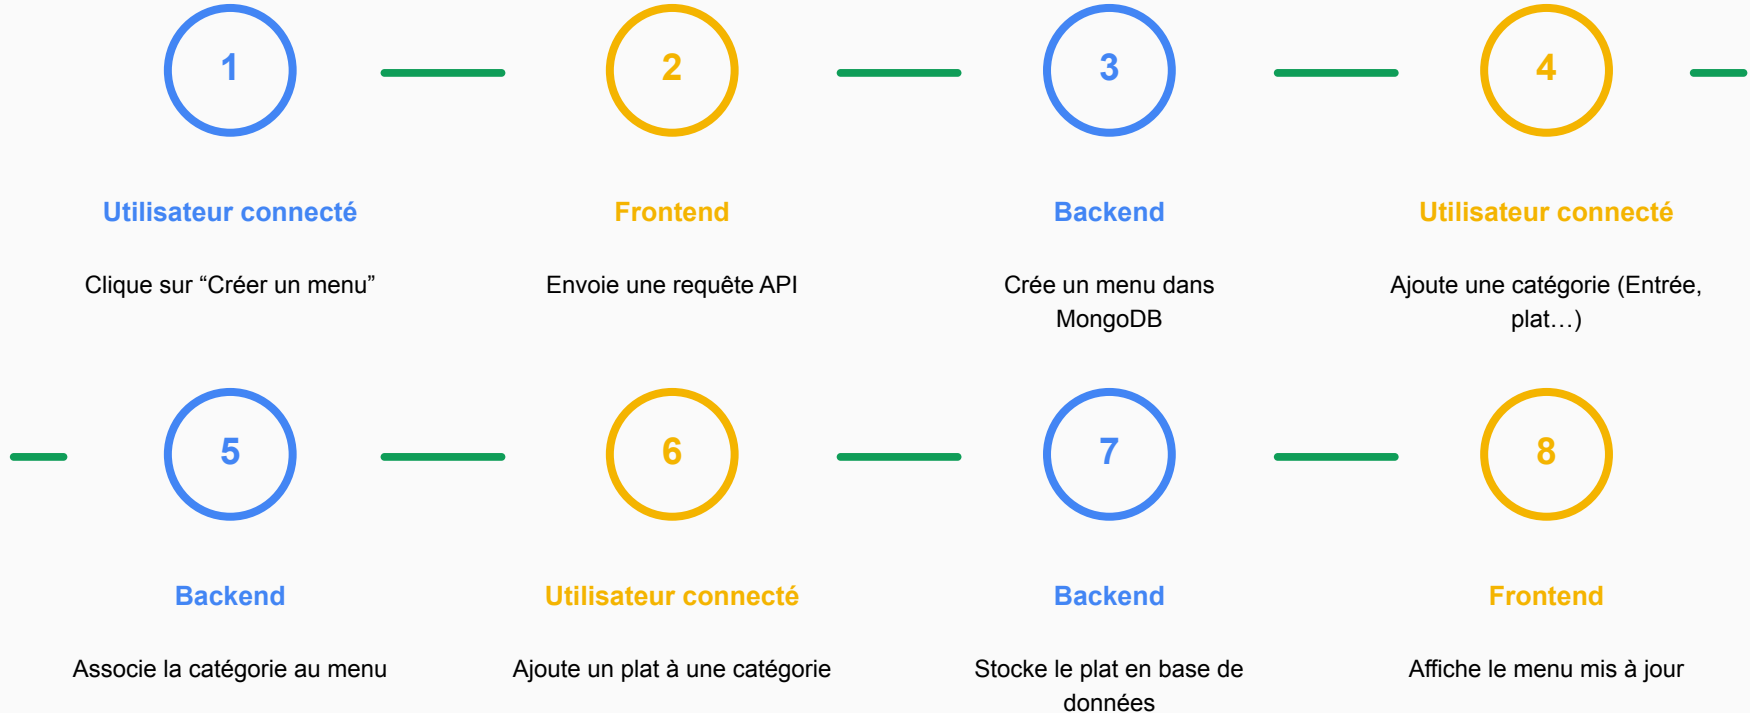 1
2
3
4
Utilisateur connecté
Frontend
Backend
Utilisateur connecté
Clique sur “Créer un menu”
Envoie une requête API
Crée un menu dans
MongoDB
Ajoute une catégorie (Entrée,
plat…)
5
6
7
8
Backend
Utilisateur connecté
Backend
Frontend
Associe la catégorie au menu
Ajoute un plat à une catégorie
Stocke le plat en base de
données
Affiche le menu mis à jour